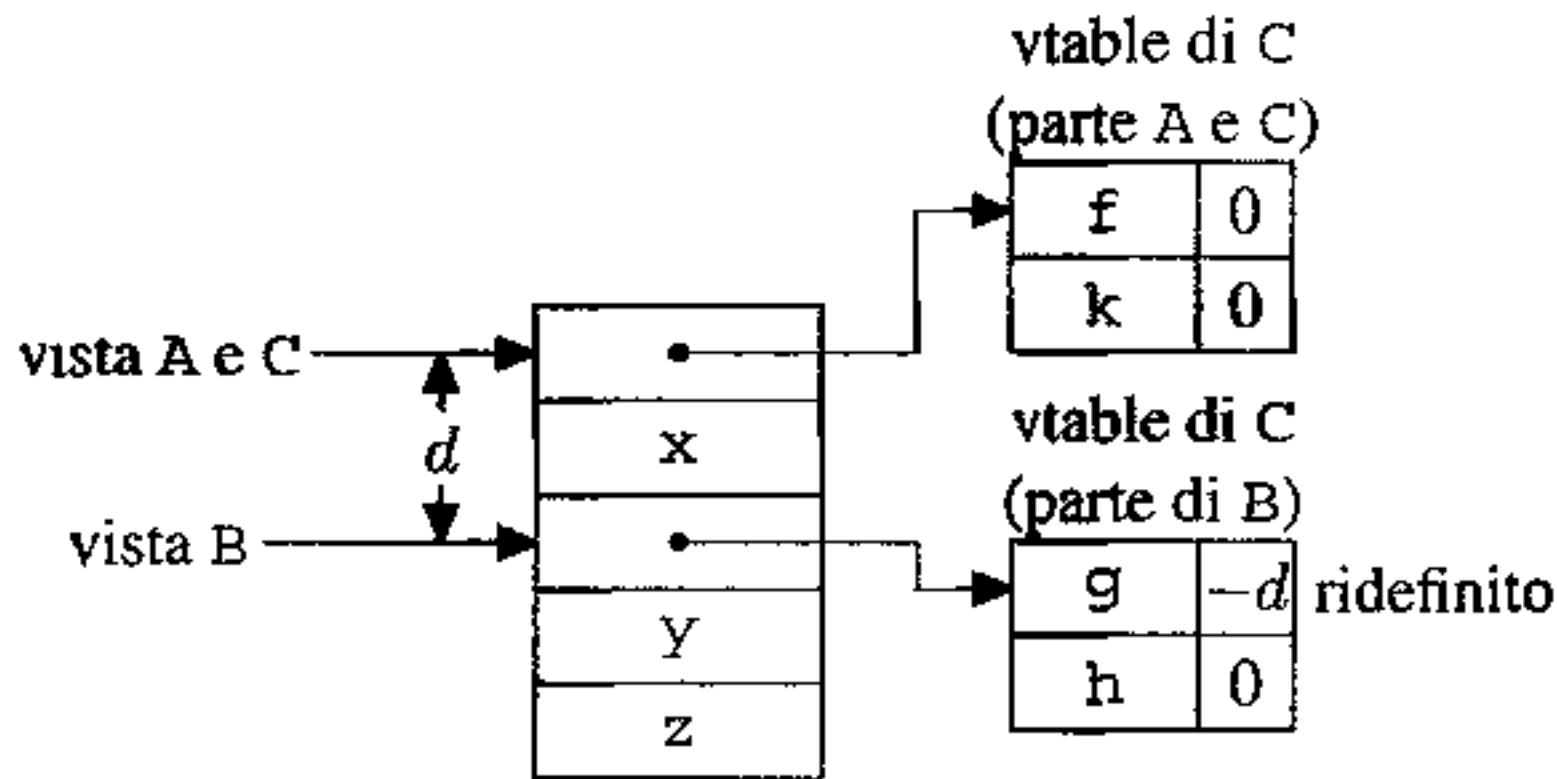 vtable di C
(parte A e C)
f 0
k 0
vista A e C
d
x
vtable di C
(parte di B)
vista B
g -d ridefinito
y
h 0
z